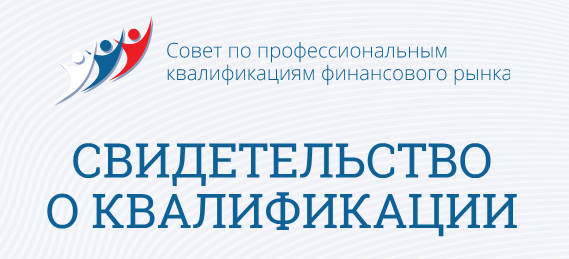 Совет по профессиональным
квалификациям финансового рынка
СВИДЕТЕЛЬСТВО
О КВАЛИФИКАЦИИ